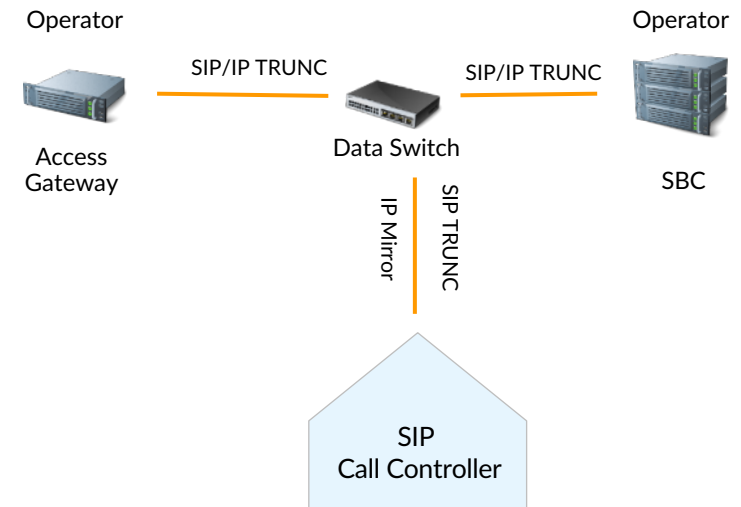 Operator
Operator
SIP/IP TRUNC
SIP/IP TRUNC
Access
Gateway
Data Switch
SBC
IP Mirror
SIP TRUNC
SIP
Call Controller